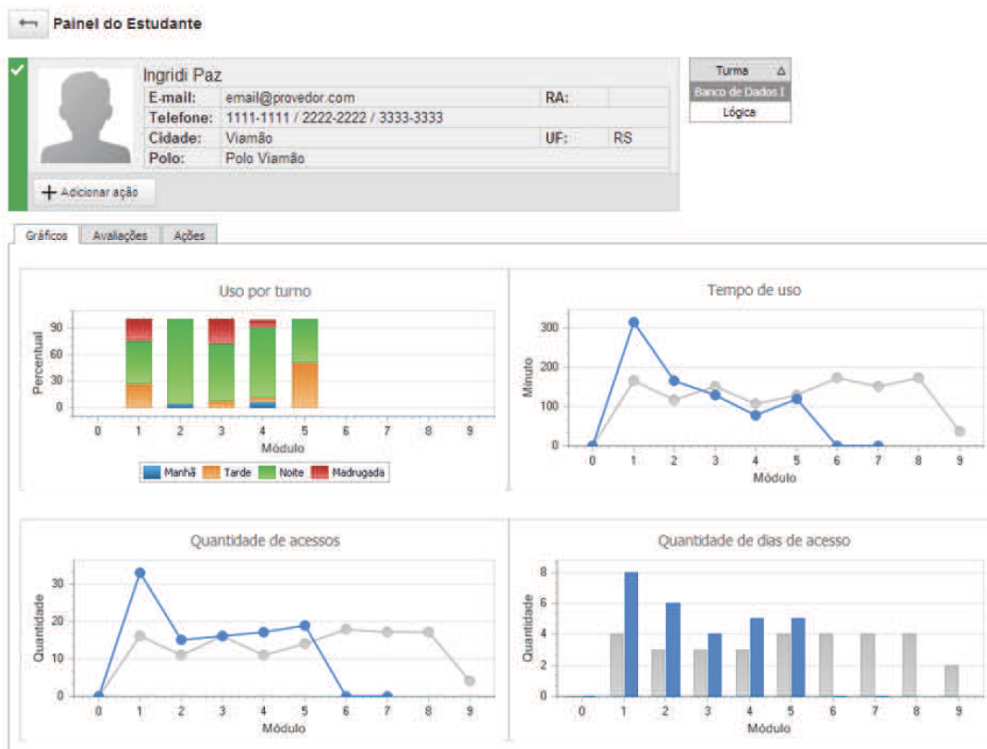 Painel do Estudante
Ingridi Paz
E-mail: email@provedor.com RA:
Telefone: 1111-1111 / 2222-2222 / 3333-3333
Cidade: Viamão UF: RS
Polo: Polo Viamão
Adicionar ação
Turma
Banco de Dados I
Lógica
Gráficos Avaliações Ações
Uso por turno
Percentual
90
60
30
0
0 1 2 3 4 5 6 7 8 9
Módulo
Manhã Tarde Noite Madrugada
Tempo de uso
Minuto
300
200
100
0
0 1 2 3 4 5 6 7 8 9
Módulo
Quantidade de acessos
Quantidade
30
20
10
0
0 1 2 3 4 5 6 7 8 9
Módulo
Quantidade de dias de acesso
Quantidade
8
6
4
2
0
0 1 2 3 4 5 6 7 8 9
Módulo